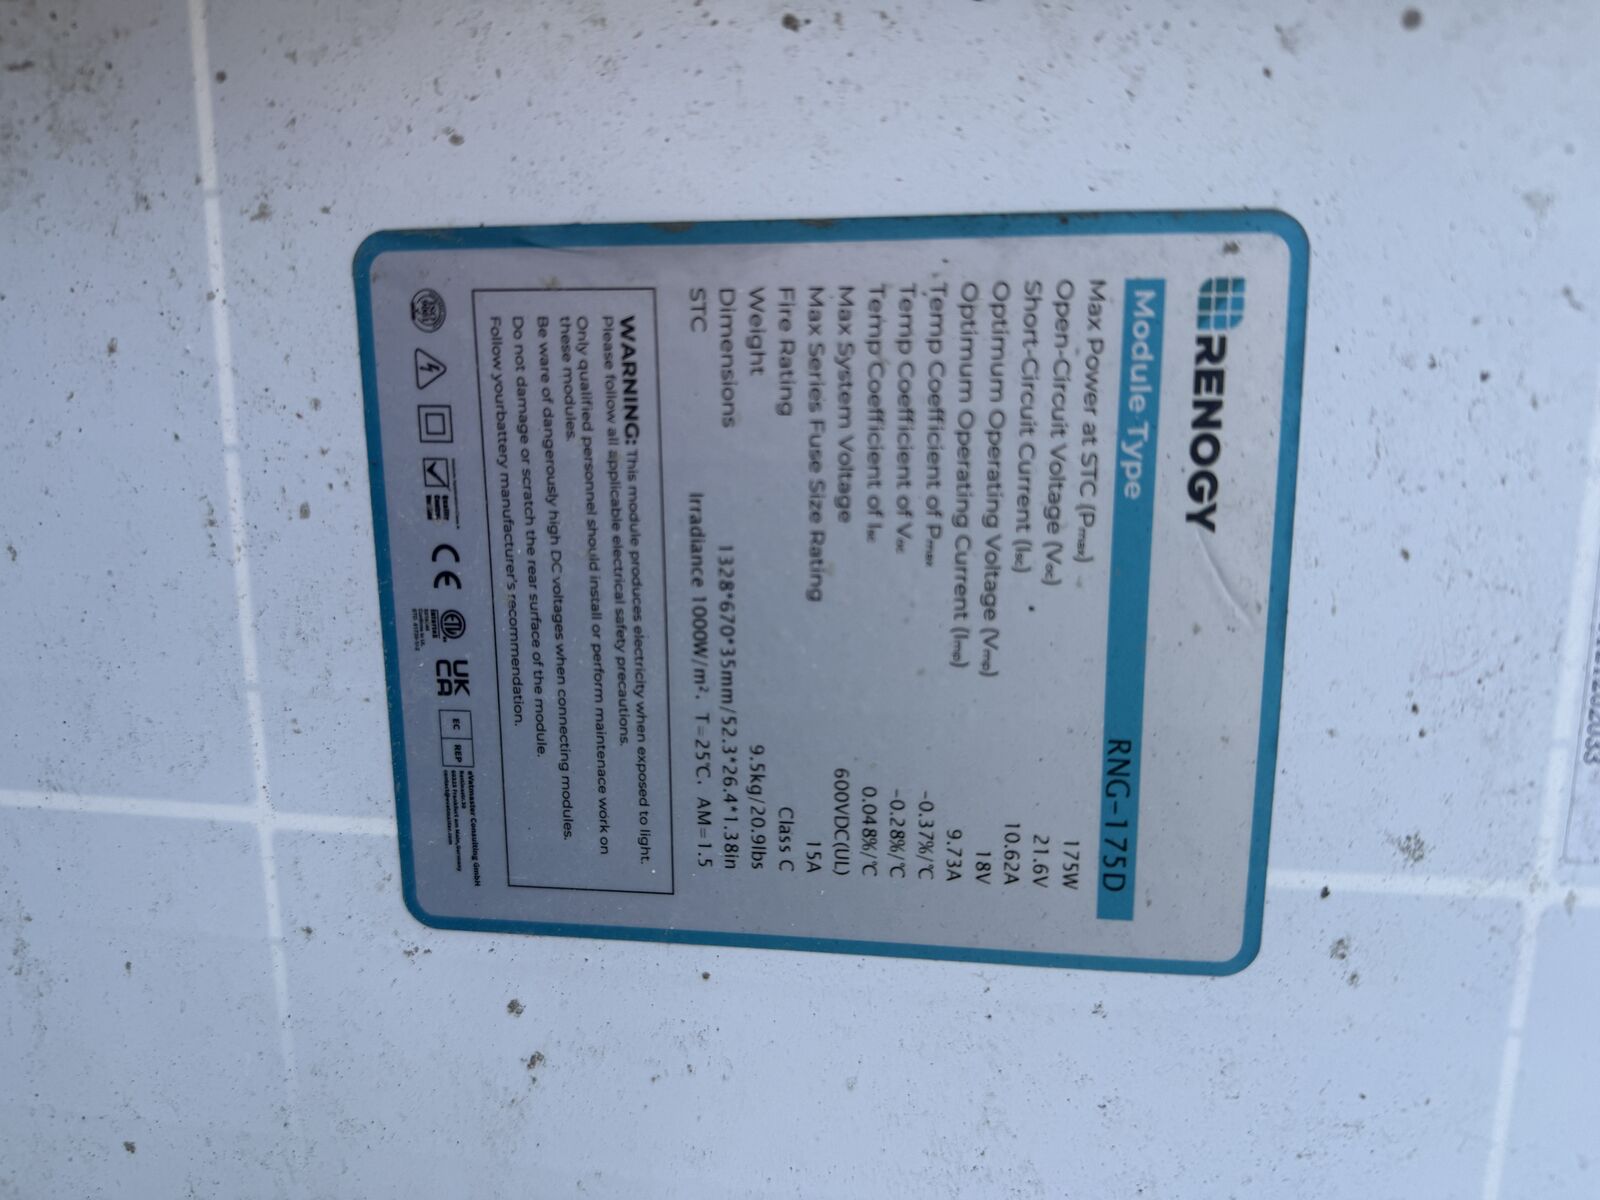 RENOGY
Module Type RNG-175D
Max Power at STC (Pmax) 175W
Open-Circuit Voltage (Voc) 21.6V
Short-Circuit Current (Isc) 10.62A
Optimum Operating Voltage (Vmp) 18V
Optimum Operating Current (Imp) 9.73A
Temp Coefficient of Pmax -0.37%/℃
Temp Coefficient of Voc -0.28%/℃
Temp Coefficient of Isc 0.048%/℃
Max System Voltage 600VDC(UL)
Max Series Fuse Size Rating 15A
Fire Rating Class C
Weight 9.5kg/20.9lbs
Dimensions 1328*670*35mm/52.3*26.4*1.38in
STC Irradiance 1000W/m², T=25℃, AM=1.5
WARNING: This module produces electricity when exposed to light.
Please follow all applicable electrical safety precautions.
Only qualified personnel should install or perform maintenace work on
these modules.
Be ware of dangerously high DC voltages when connecting modules.
Do not damage or scratch the rear surface of the module.
Follow yourbattery manufacturer's recommendation.
CE
UK
CA
EC REP
eVatmaster Consulting GmbH